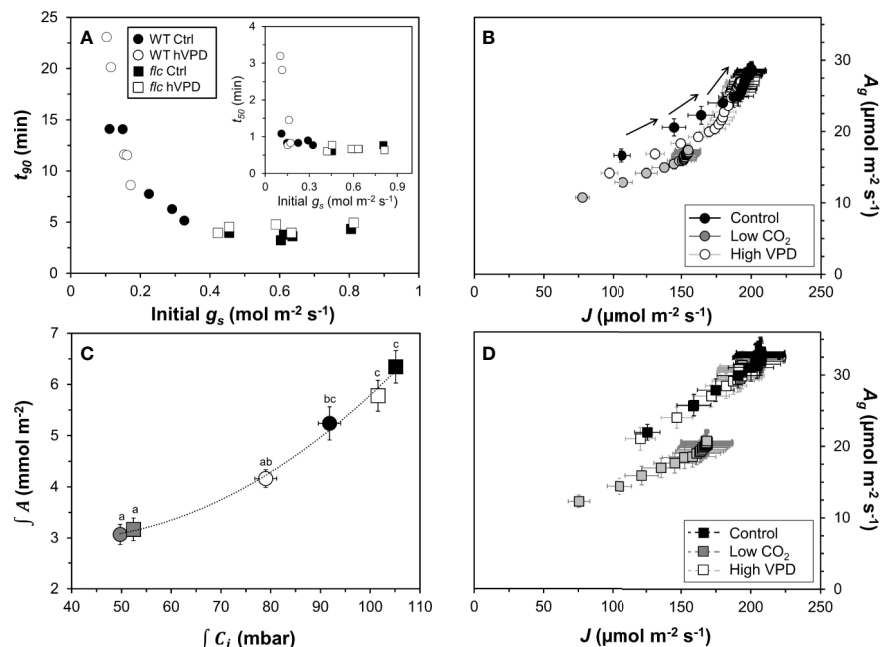 A
WT Ctrl
WT hVPD
flc Ctrl
flc hVPD
t90 (min)
25
20
15
10
5
0
0
0.2
0.4
0.6
0.8
1
Initial gs (mol m-2 s-1)
t50 (min)
4
3
2
1
0
0
0.3
0.6
0.9
Initial gs (mol m-2 s-1)
B
Control
Low CO2
High VPD
Ag (µmol m-2 s-1)
30
20
10
0
0
50
100
150
200
250
J (µmol m-2 s-1)
C
∫ A (mmol m-2)
7
6
5
4
3
2
a
a
ab
bc
c
c
40
50
60
70
80
90
100
110
∫ Ci (mbar)
D
Control
Low CO2
High VPD
Ag (µmol m-2 s-1)
30
20
10
0
0
50
100
150
200
250
J (µmol m-2 s-1)